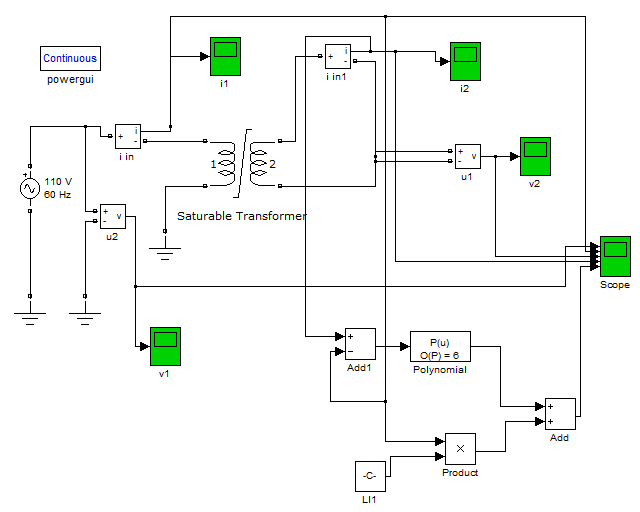 Continuous
powergui
i
+
-
i in
i1
i
+
-
i in1
i2
1
2
Saturable Transformer
+
110 V
60 Hz
+
-
v
u2
+
-
v
u1
v2
Scope
v1
+
−
Add1
P(u)
O(P) = 6
Polynomial
+
+
Add
×
Product
-C-
LI1